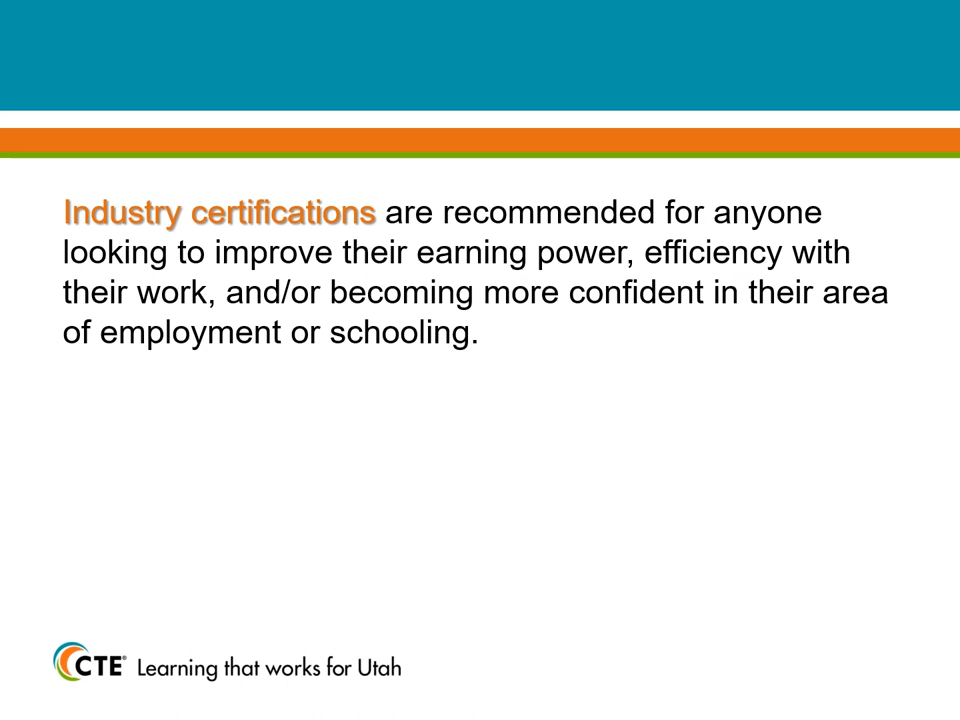 Industry certifications are recommended for anyone
looking to improve their earning power, efficiency with
their work, and/or becoming more confident in their area
of employment or schooling.
CTE® Learning that works for Utah